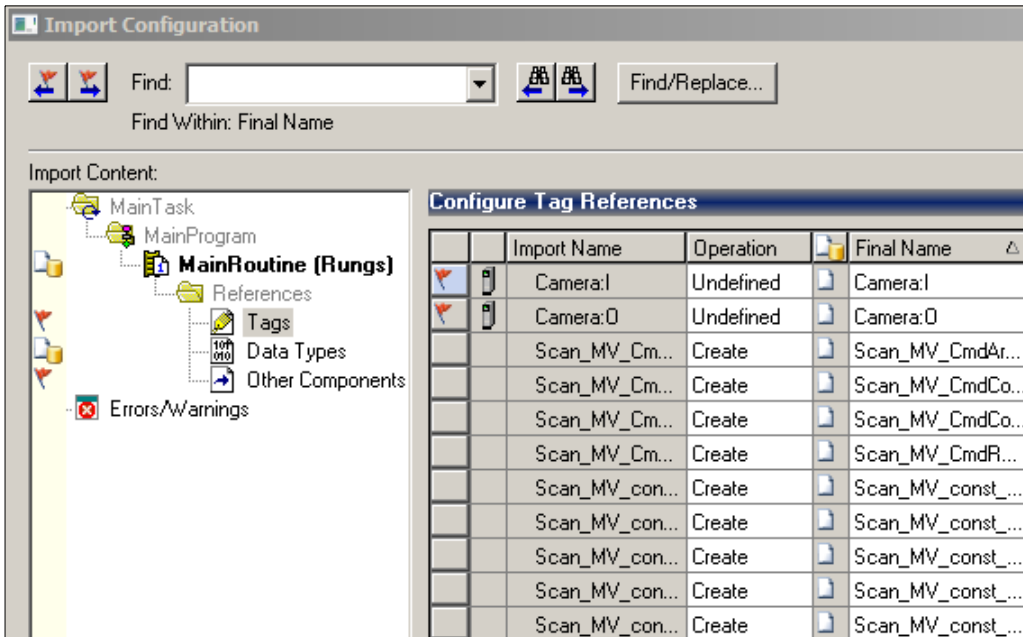 Import Configuration
Find:
Find/Replace...
Find Within: Final Name
Import Content:
MainTask
MainProgram
MainRoutine (Rungs)
References
Tags
Data Types
Other Components
Errors/Warnings
Configure Tag References
Import Name Operation Final Name
Camera:I Undefined Camera:I
Camera:O Undefined Camera:O
Scan_MV_Cm... Create Scan_MV_CmdAr...
Scan_MV_Cm... Create Scan_MV_CmdCo...
Scan_MV_Cm... Create Scan_MV_CmdCo...
Scan_MV_Cm... Create Scan_MV_CmdR...
Scan_MV_con... Create Scan_MV_const_...
Scan_MV_con... Create Scan_MV_const_...
Scan_MV_con... Create Scan_MV_const_...
Scan_MV_con... Create Scan_MV_const_...
Scan_MV_con... Create Scan_MV_const_...